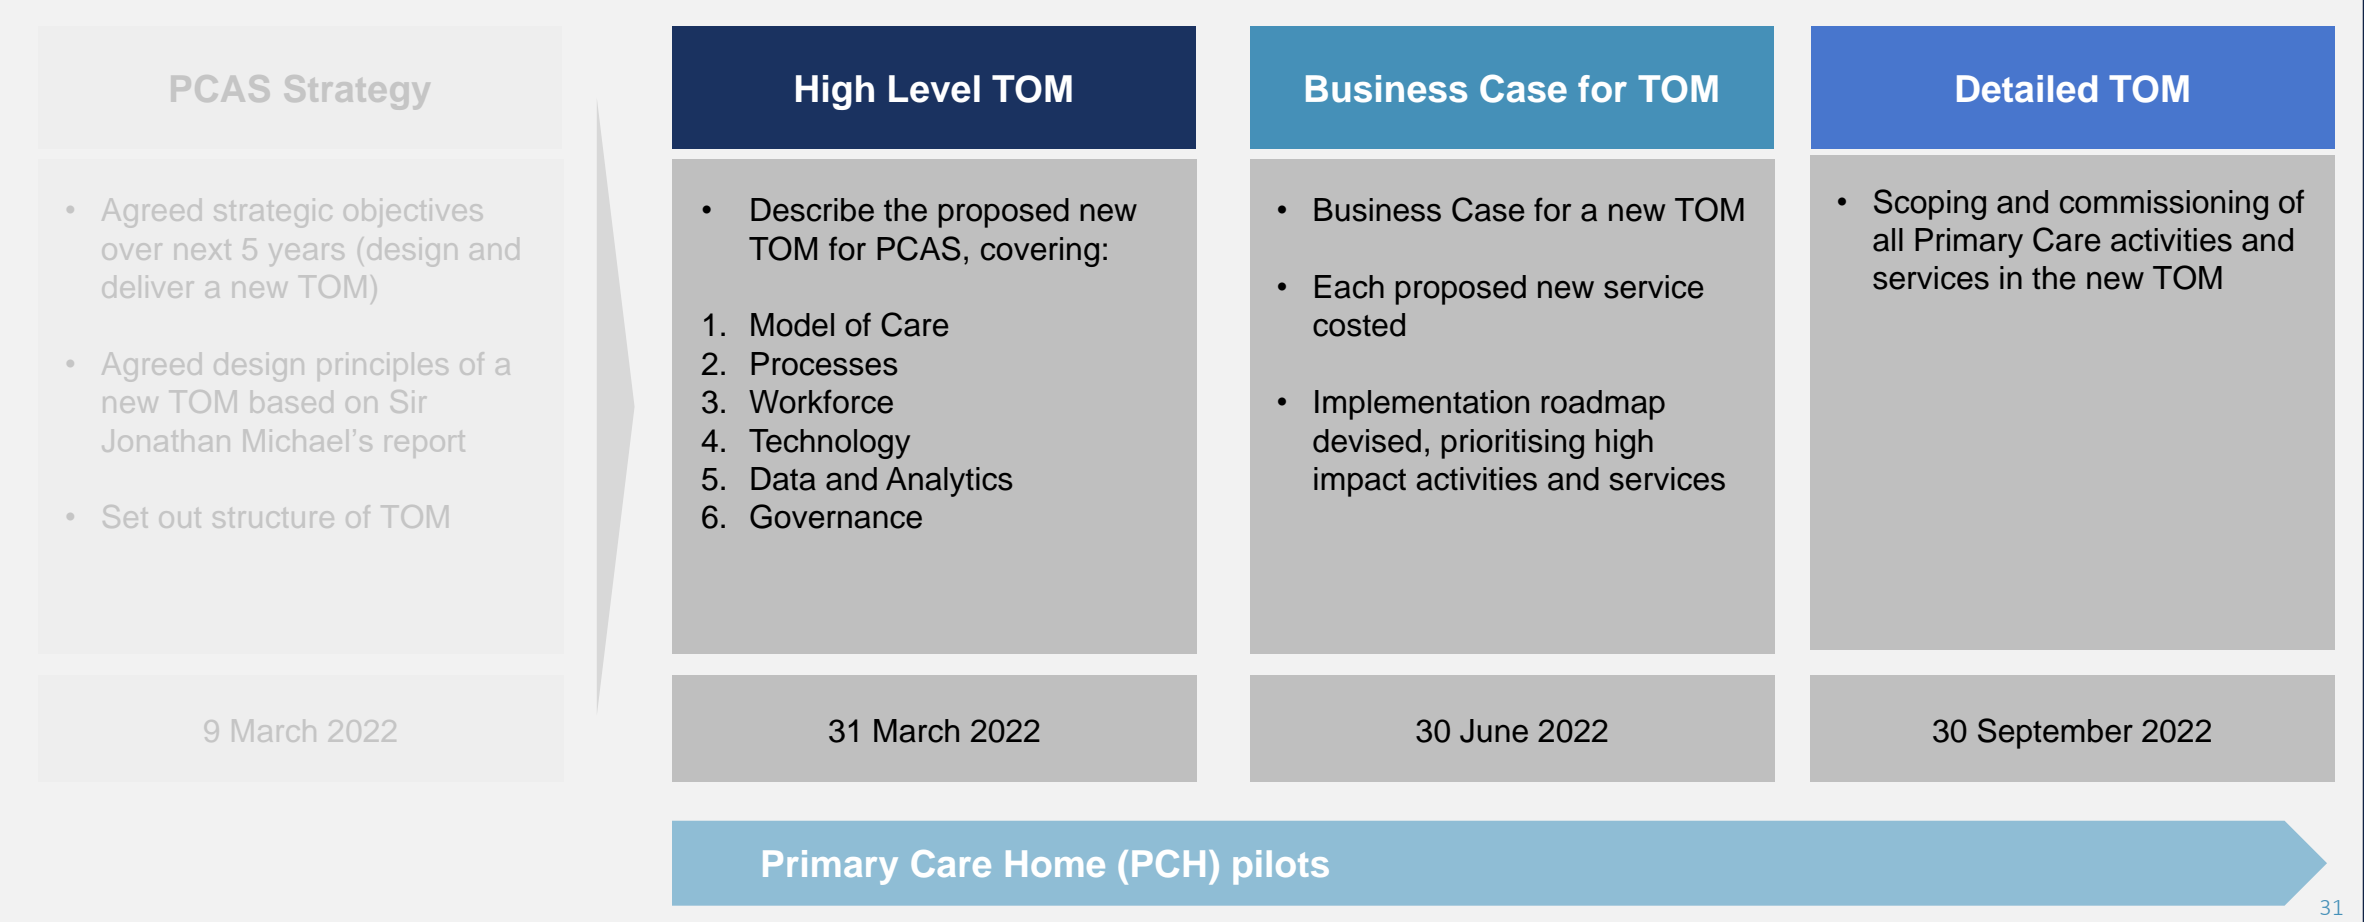 PCAS Strategy
• Agreed strategic objectives
over next 5 years (design and
deliver a new TOM)
• Agreed design principles of a
new TOM based on Sir
Jonathan Michael’s report
• Set out structure of TOM
9 March 2022
High Level TOM
• Describe the proposed new
TOM for PCAS, covering:
1. Model of Care
2. Processes
3. Workforce
4. Technology
5. Data and Analytics
6. Governance
31 March 2022
Business Case for TOM
• Business Case for a new TOM
• Each proposed new service
costed
• Implementation roadmap
devised, prioritising high
impact activities and services
30 June 2022
Detailed TOM
• Scoping and commissioning of
all Primary Care activities and
services in the new TOM
30 September 2022
Primary Care Home (PCH) pilots
31